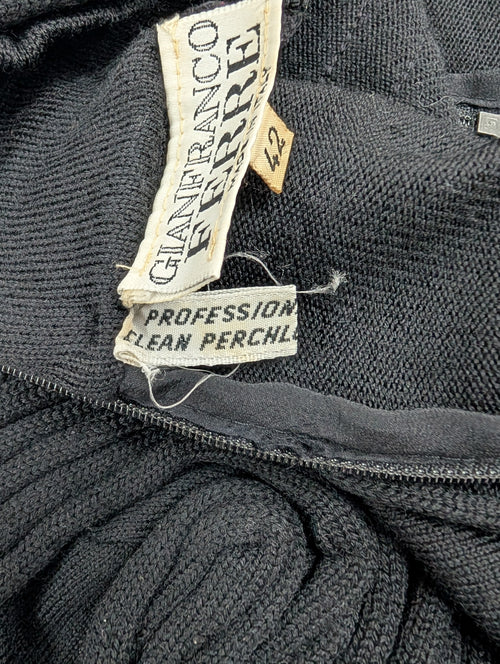 GIANFRANCO
FERRE
42
PROFESSION
CLEAN PERCHL